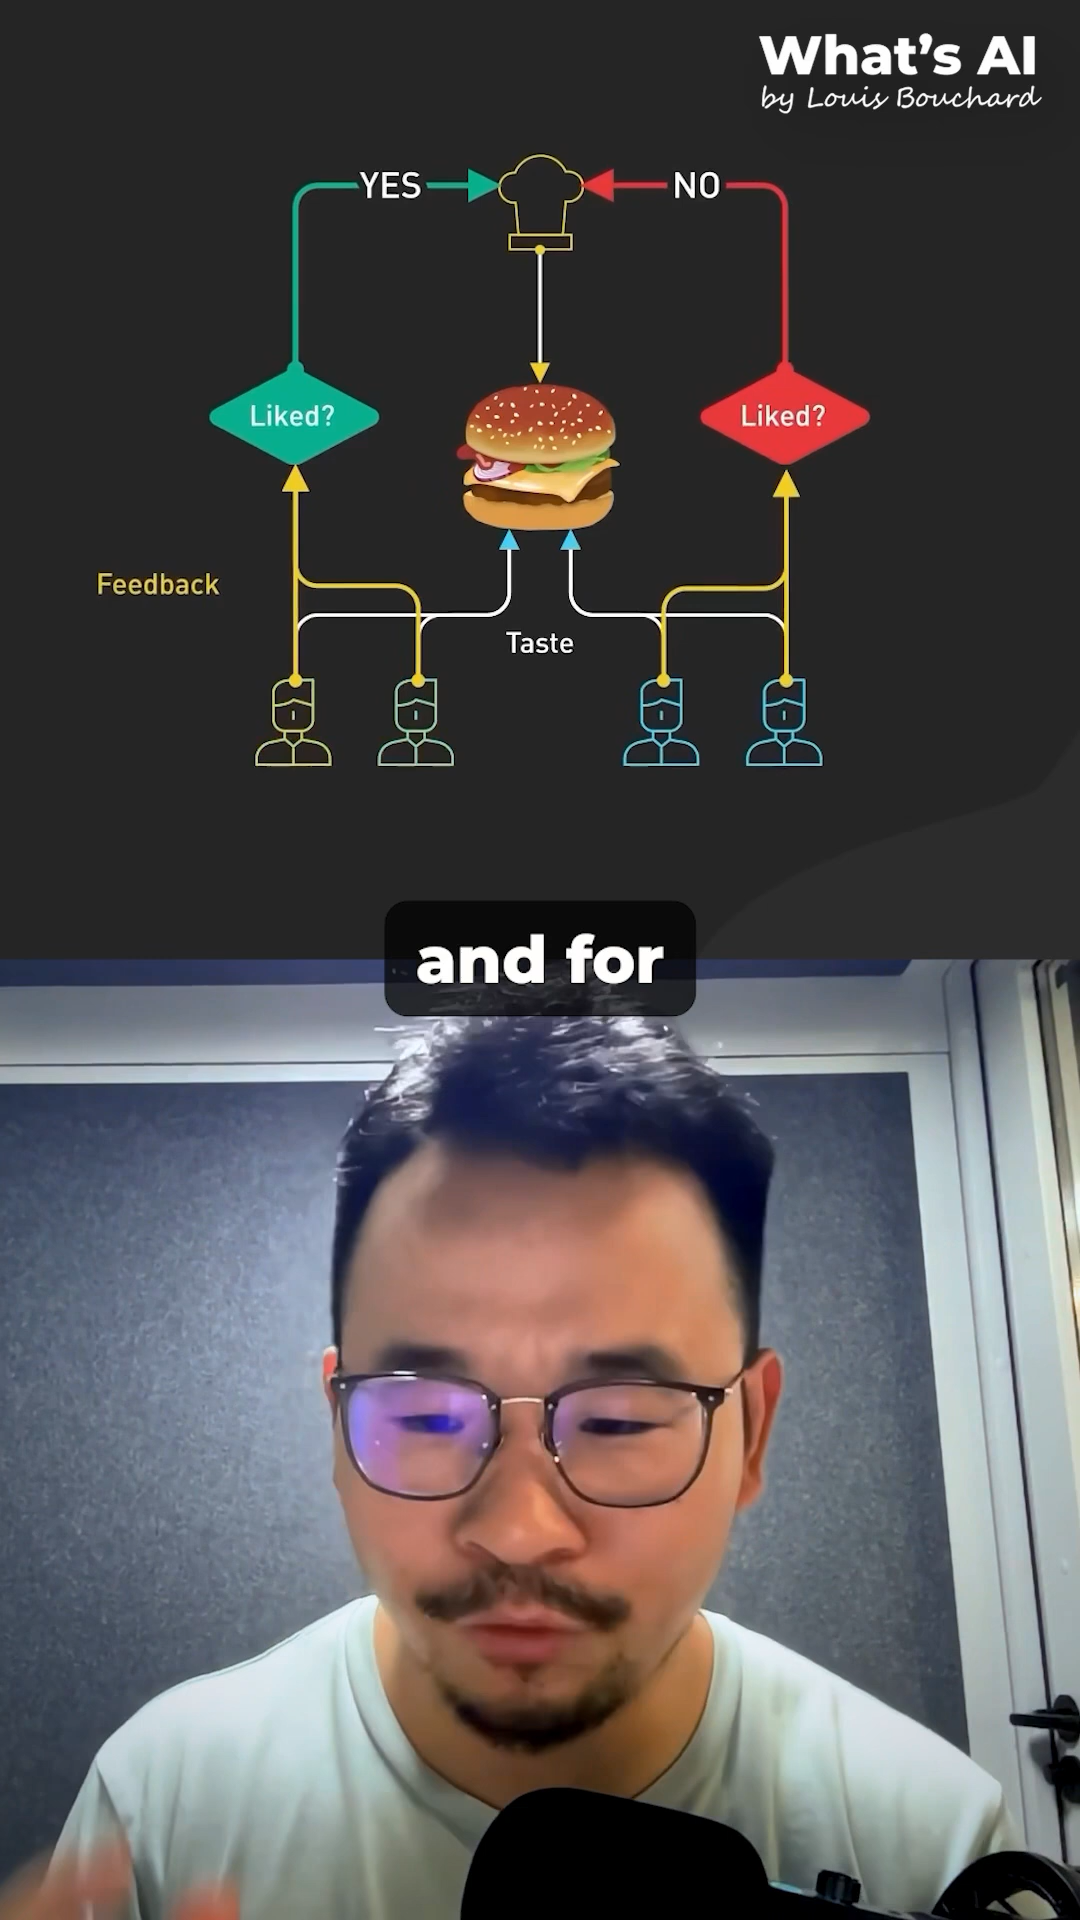 What's AI
by Louis Bouchard
YES
NO
Liked?
Liked?
Feedback
Taste
and for